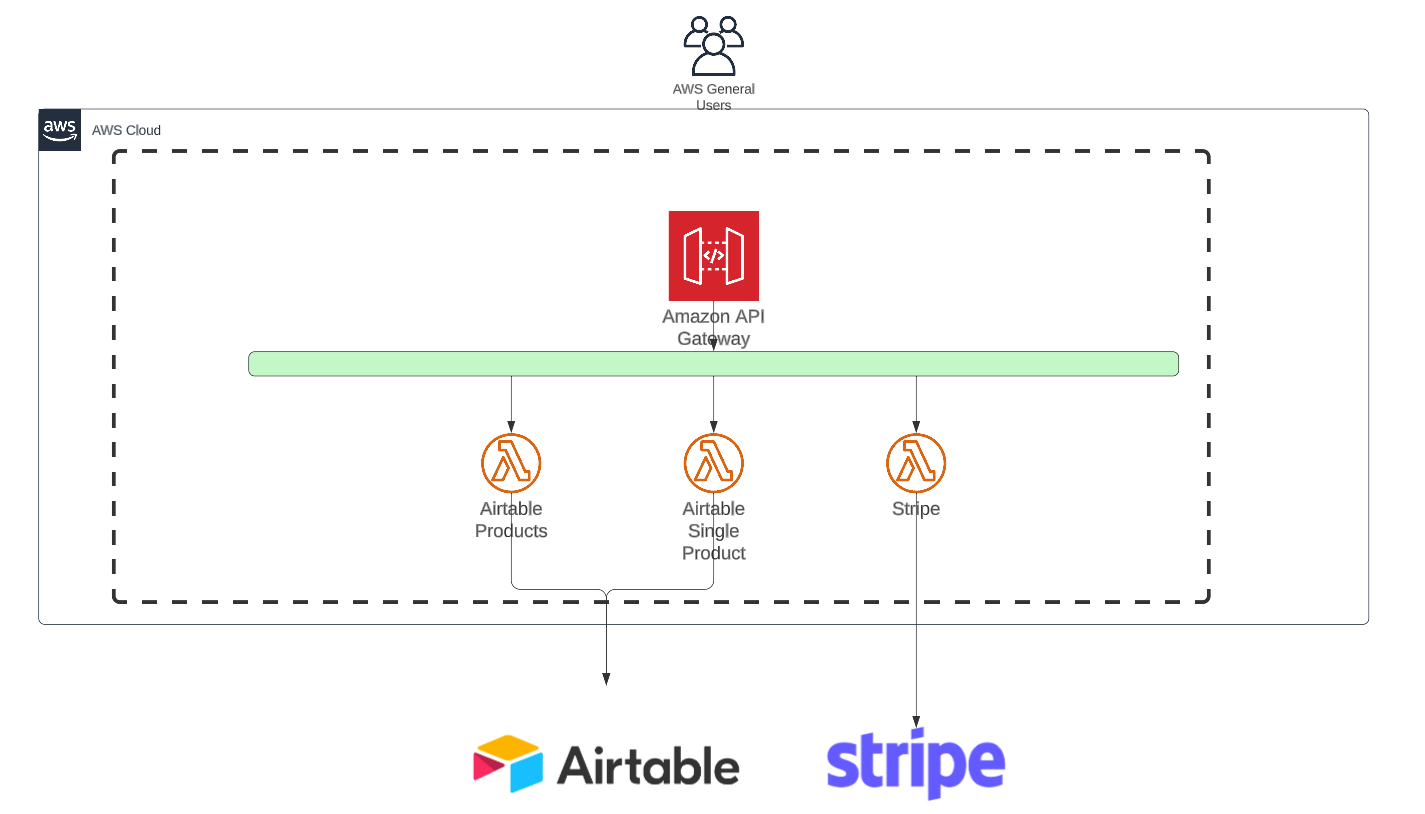 AWS General
Users
aws
AWS Cloud
</>
Amazon API
Gateway
Airtable
Products
Airtable
Single
Product
Stripe
Airtable
stripe